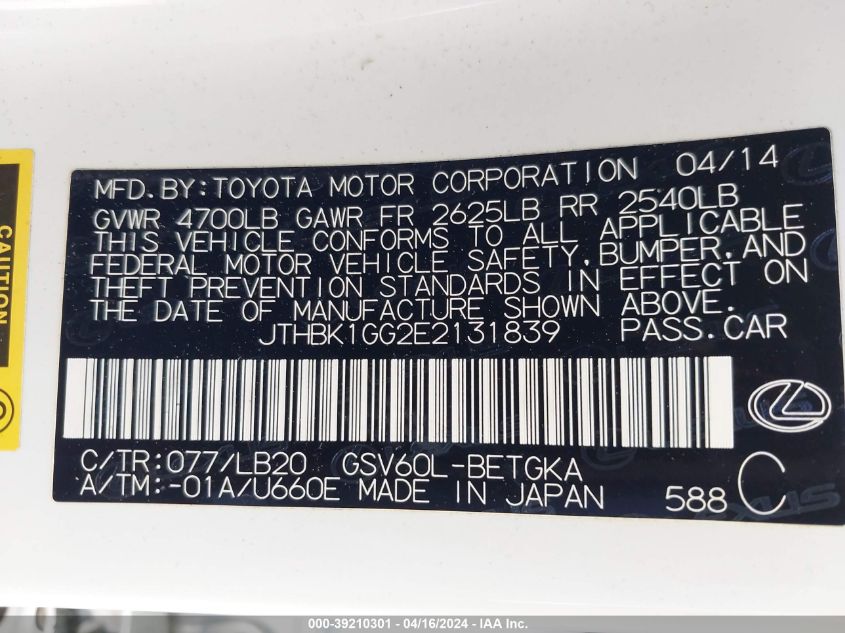 MFD.BY:TOYOTA MOTOR CORPORATION 04/14
GVWR 4700LB GAWR FR 2625LB RR 2540LB
THIS VEHICLE CONFORMS TO ALL APPLICABLE
FEDERAL MOTOR VEHICLE SAFETY,BUMPER,AND
THEFT PREVENTION STANDARDS IN EFFECT ON
THE DATE OF MANUFACTURE SHOWN ABOVE.
JTHBK1GG2E2131839 PASS.CAR
C/TR:077/LB20 GSV60L-BETGKA C
A/TM:-01A/U660E MADE IN JAPAN 588
CAUTION
000-39210301 - 04/16/2024 - IAA Inc.